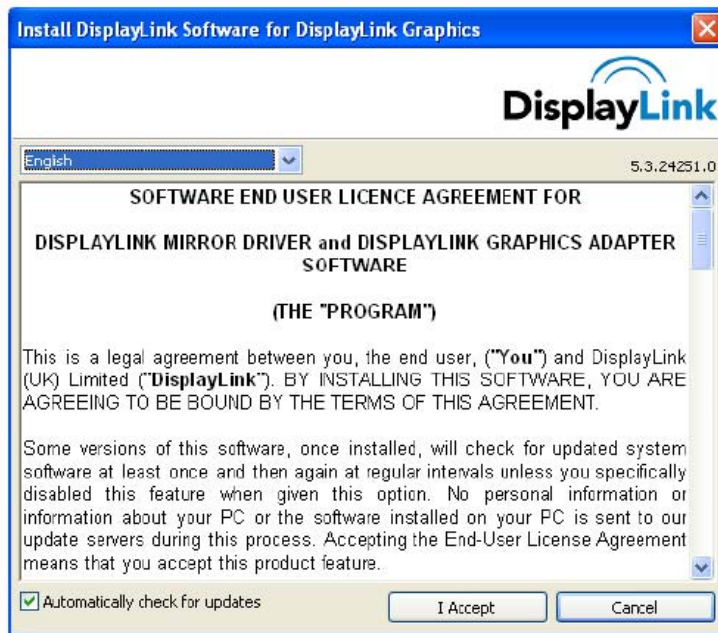 Install DisplayLink Software for DisplayLink Graphics
DisplayLink
English
5.3.24251.0
SOFTWARE END USER LICENCE AGREEMENT FOR
DISPLAYLINK MIRROR DRIVER and DISPLAYLINK GRAPHICS ADAPTER
SOFTWARE
(THE "PROGRAM")
This is a legal agreement between you, the end user, ("You") and DisplayLink
(UK) Limited ("DisplayLink"). BY INSTALLING THIS SOFTWARE, YOU ARE
AGREEING TO BE BOUND BY THE TERMS OF THIS AGREEMENT.
Some versions of this software, once installed, will check for updated system
software at least once and then again at regular intervals unless you specifically
disabled this feature when given this option. No personal information or
information about your PC or the software installed on your PC is sent to our
update servers during this process. Accepting the End-User License Agreement
means that you accept this product feature.
Automatically check for updates
I Accept
Cancel